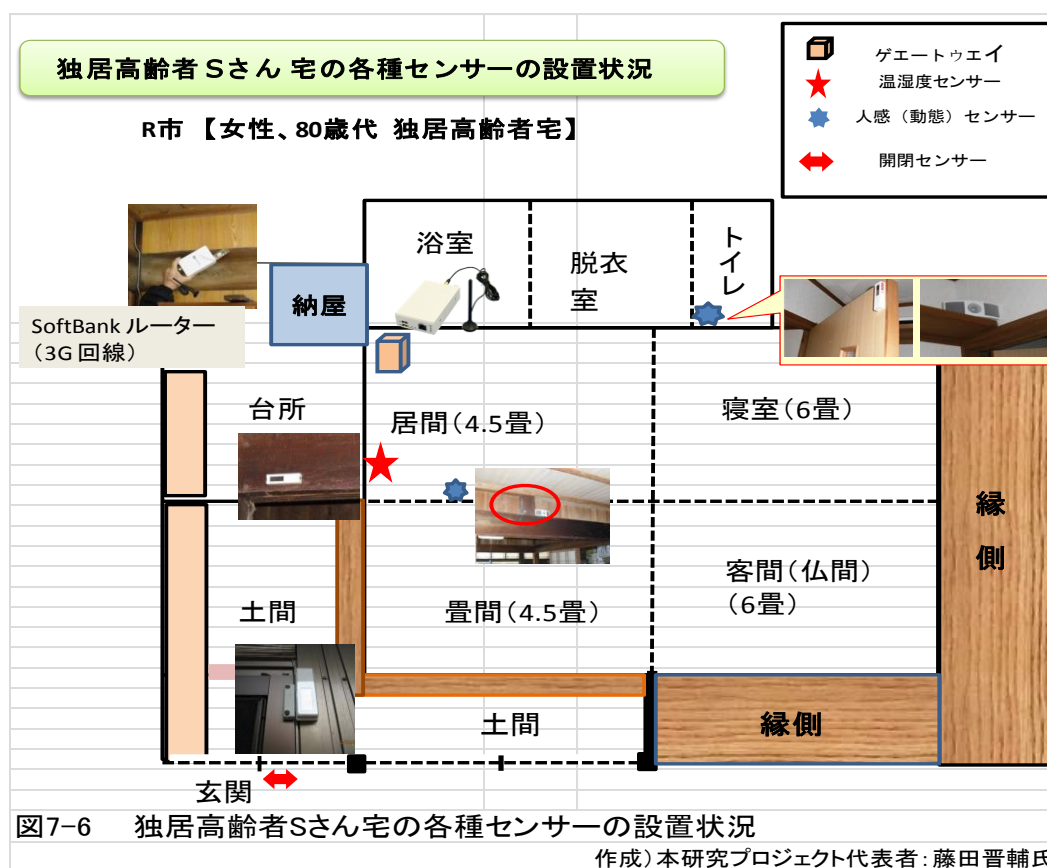 独居高齢者Sさん 宅の各種センサーの設置状況
R市 【女性、80歳代 独居高齢者宅】
ゲエートゥエイ
温湿度センサー
人感（動態）センサー
開閉センサー
浴室
脱衣
室
トイレ
納屋
SoftBank ルーター
（3G 回線）
台所
居間（4.5畳）
寝室（6畳）
縁側
客間（仏間）
（6畳）
土間
畳間（4.5畳）
土間
縁側
玄関
図7-6 独居高齢者Sさん宅の各種センサーの設置状況
作成）本研究プロジェクト代表者：藤田晋輔氏